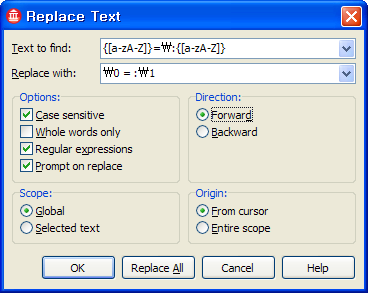 Replace Text
Text to find: {[a-zA-Z]}=₩:{[a-zA-Z]}
Replace with: ₩0 = :₩1
Options:
Case sensitive
Whole words only
Regular expressions
Prompt on replace
Direction:
Forward
Backward
Scope:
Global
Selected text
Origin:
From cursor
Entire scope
OK
Replace All
Cancel
Help